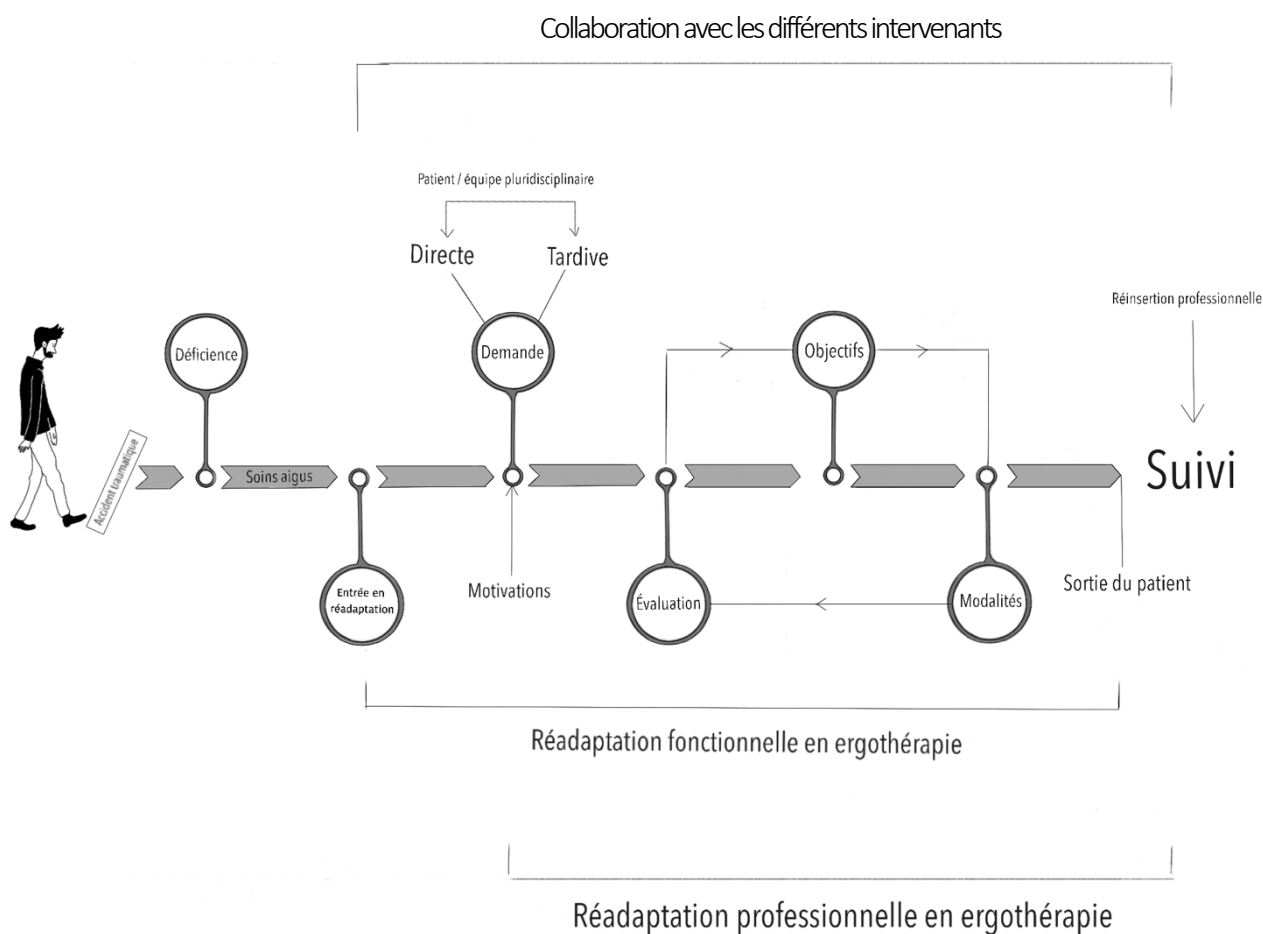 Collaboration avec les différents intervenants
Patient / équipe pluridisciplinaire
Directe
Tardive
Réinsertion professionnelle
Déficience
Demande
Objectifs
Accident traumatique
Soins aigus
Suivi
Entrée en
réadaptation
Motivations
Évaluation
Modalités
Sortie du patient
Réadaptation fonctionnelle en ergothérapie
Réadaptation professionnelle en ergothérapie